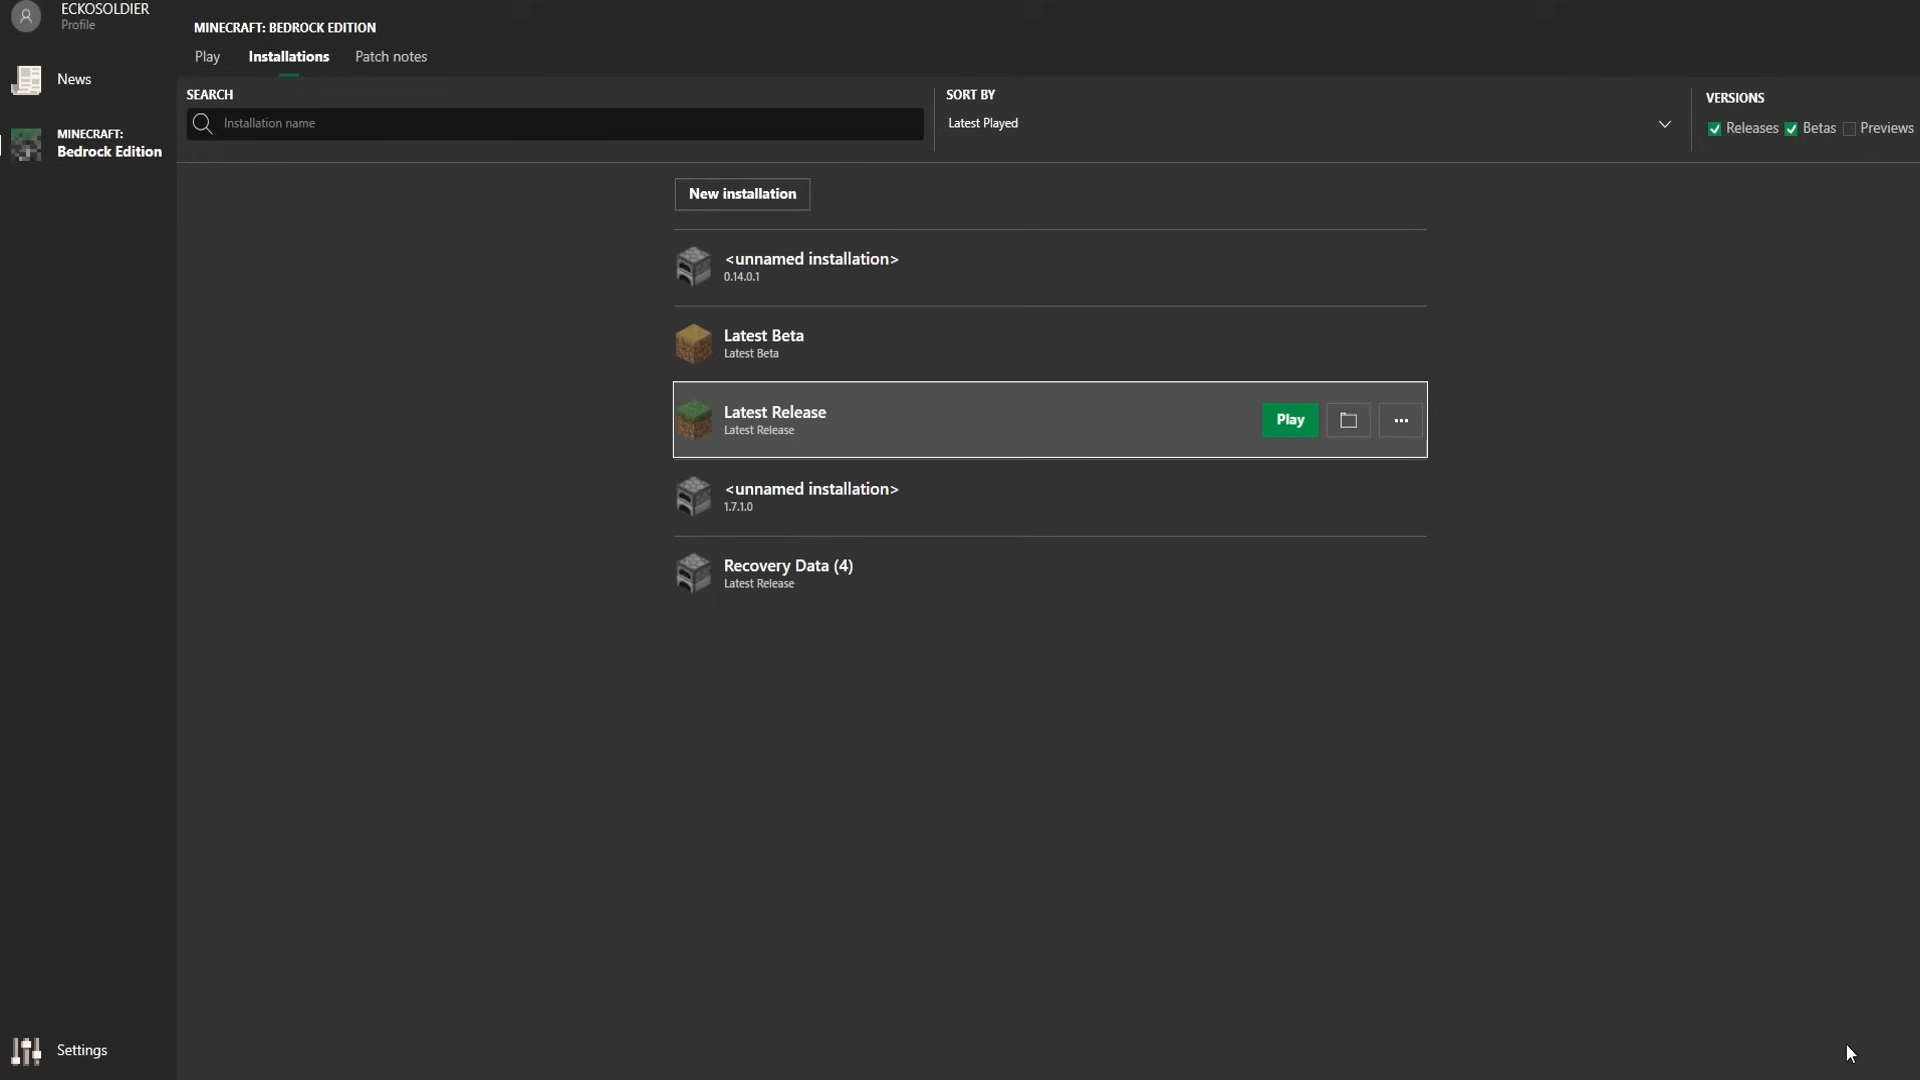 ECKOSOLDIER
Profile
News
MINECRAFT:
Bedrock Edition
Settings
MINECRAFT: BEDROCK EDITION
Play Installations Patch notes
SEARCH
Installation name
SORT BY
Latest Played
VERSIONS
Releases Betas Previews
New installation
<unnamed installation>
0.14.0.1
Latest Beta
Latest Beta
Latest Release
Latest Release
Play
...
<unnamed installation>
1.7.1.0
Recovery Data (4)
Latest Release